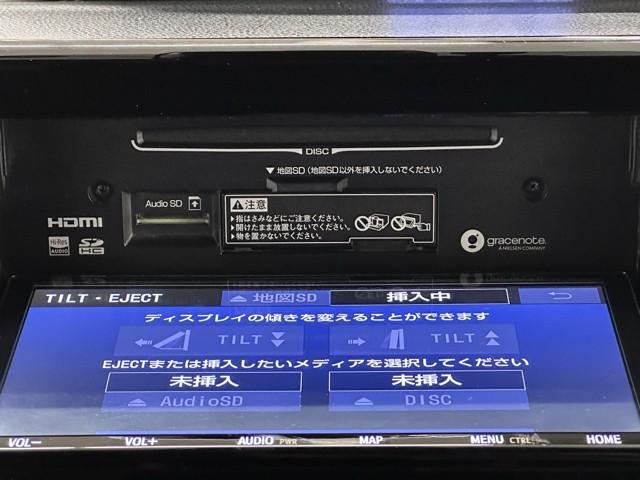 DISC
▼地図SD (地図SD以外を挿入しないでください)
Audio SD
⚠注意
▶指はさみなどにご注意ください。
▶開けたまま放置しないでください。
▶物を置かないでください。
HDMI
Hi-Res AUDIO
SD HC
gracenote.
A NIELSEN COMPANY
TILT・EJECT
地図SD 挿入中
ディスプレイの傾きを変えることができます
TILT
TILT
EJECTまたは挿入したいメディアを選択してください
未挿入 未挿入
AudioSD DISC
VOL− VOL+ AUDIO PWR MAP MENU CTRL HOME